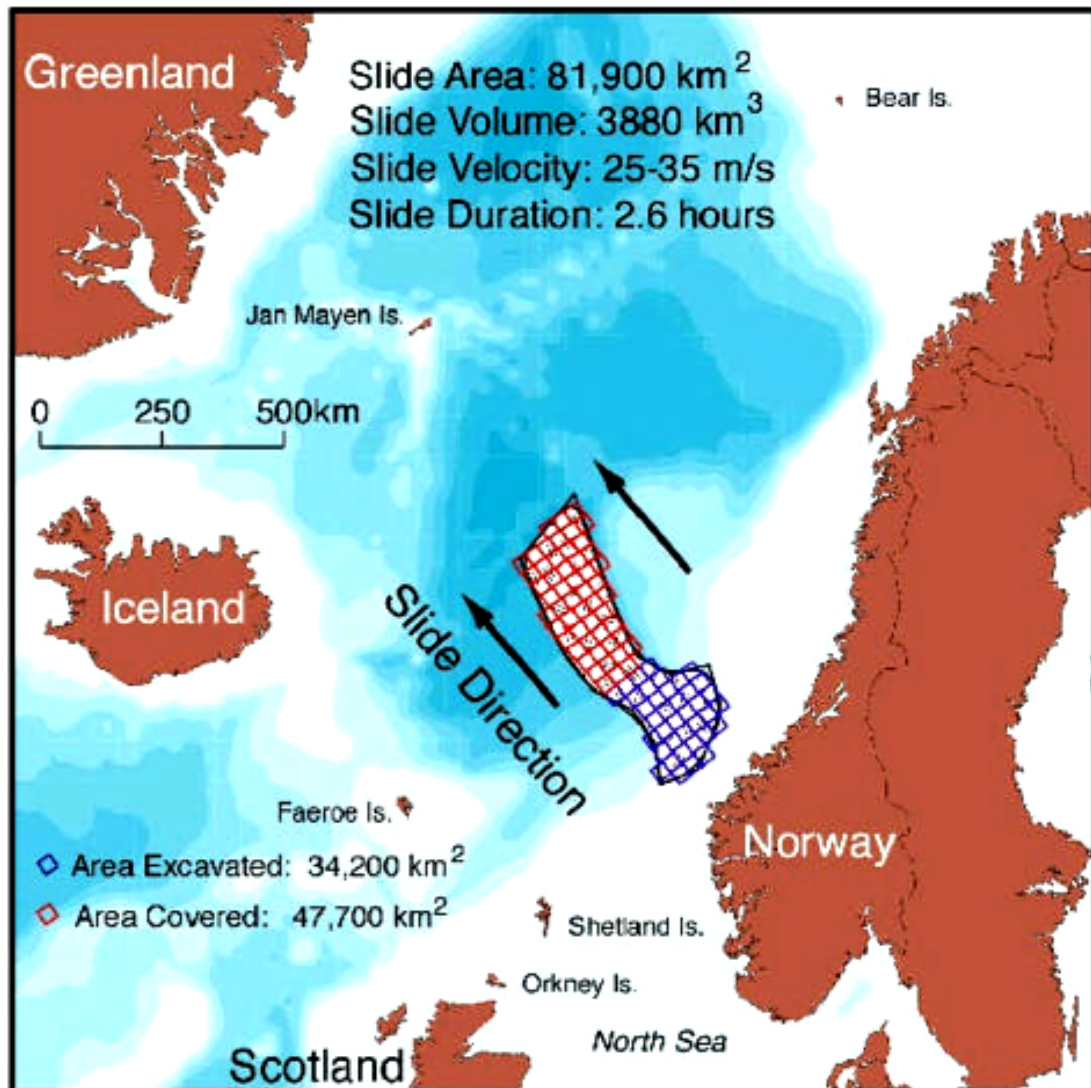 Greenland
Slide Area: 81,900 km²
Slide Volume: 3880 km³
Slide Velocity: 25-35 m/s
Slide Duration: 2.6 hours
Bear Is.
Jan Mayen Is.
0 250 500km
Iceland
Slide Direction
Faeroe Is.
Norway
Area Excavated: 34,200 km²
Area Covered: 47,700 km²
Shetland Is.
Orkney Is.
North Sea
Scotland